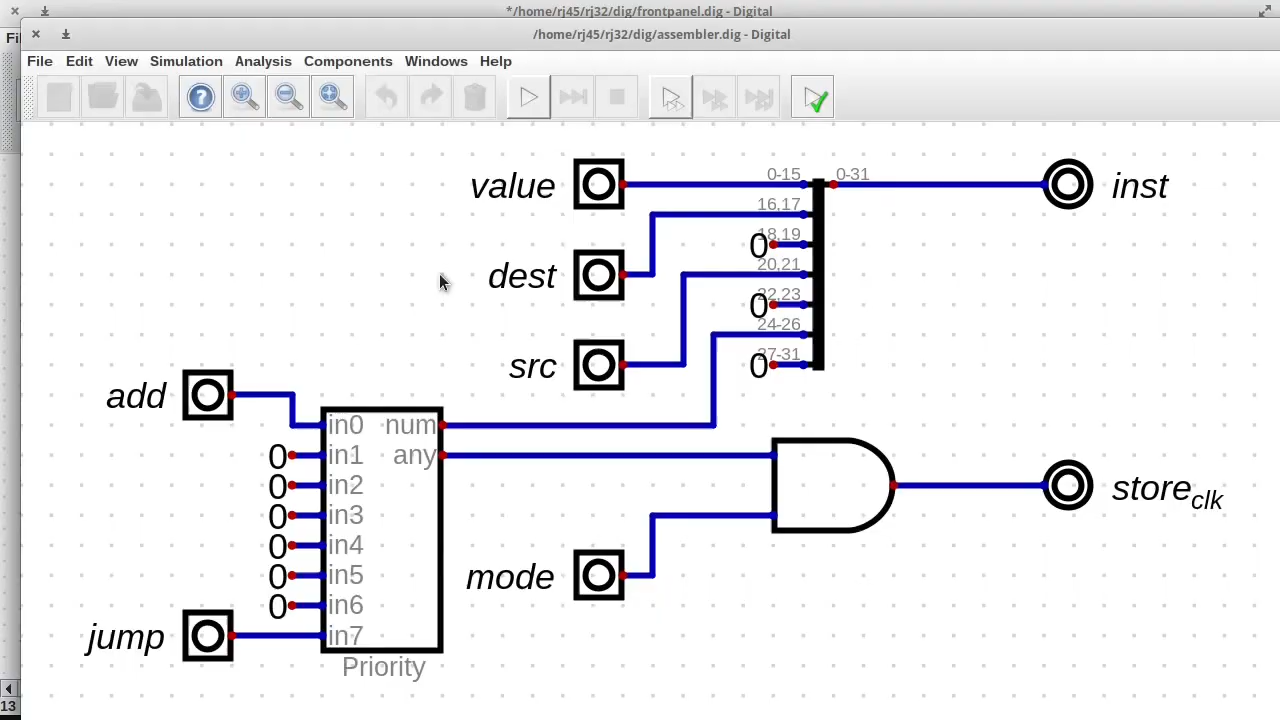 */home/rj45/rj32/dig/frontpanel.dig - Digital
/home/rj45/rj32/dig/assembler.dig - Digital
File Edit View Simulation Analysis Components Windows Help
value 0-15 0-31 inst
16,17
0 18,19
dest 20,21
0 22,23
24-26
src 0 27-31
add
in0 num
0 in1 any
0 in2 store clk
0 in3
0 in4
0 in5 mode
0 in6
jump in7
Priority
13